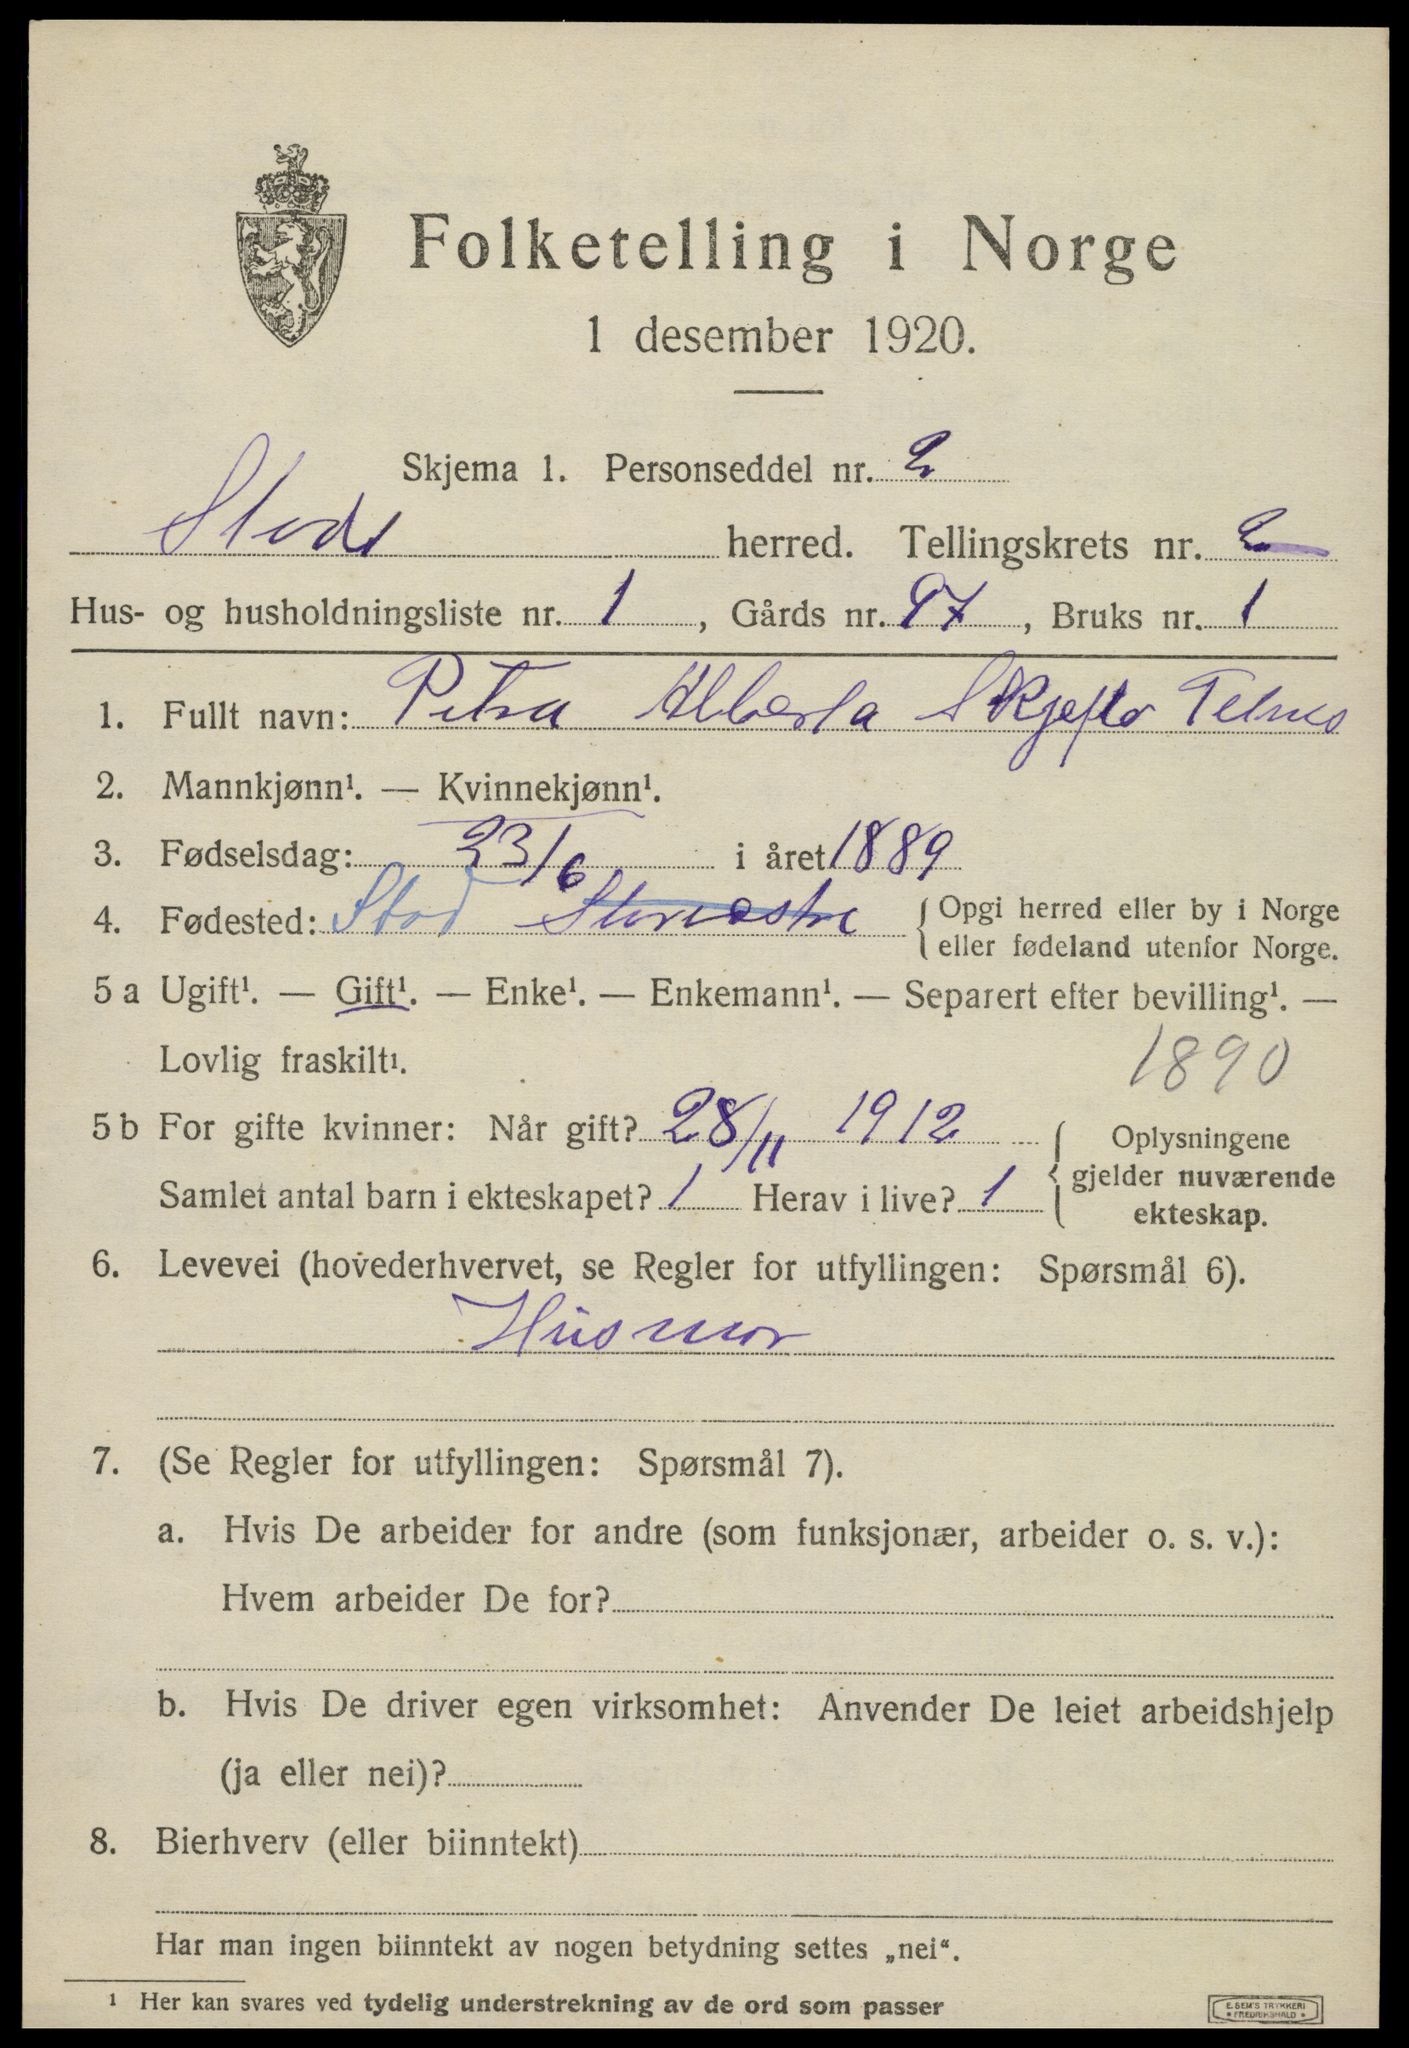 Folketelling i Norge
1 desember 1920.
Skjema 1. Personseddel nr. 2
Stods herred. Tellingskrets nr. 2
Hus- og husholdningsliste nr. 1, Gårds nr. 97, Bruks nr. 1
1. Fullt navn: Petra Alberta Skjefte
2. Mannkjønn¹. — Kvinnekjønn¹.
3. Fødselsdag: 23/6 i året 1889
4. Fødested: Stod { Opgi herred eller by i Norge
eller fødeland utenfor Norge.
5 a Ugift¹. — Gift¹. — Enke¹. — Enkemann¹. — Separert efter bevilling¹. —
Lovlig fraskilt¹.
1890
5 b For gifte kvinner: Når gift? 28/11 1912
Samlet antal barn i ekteskapet? 1 Herav i live? 1
{ Oplysningene
gjelder nuværende
ekteskap.
6. Levevei (hovederhvervet, se Regler for utfyllingen: Spørsmål 6).
Husmor
7. (Se Regler for utfyllingen: Spørsmål 7).
a. Hvis De arbeider for andre (som funksjonær, arbeider o. s. v.):
Hvem arbeider De for?
b. Hvis De driver egen virksomhet: Anvender De leiet arbeidshjelp
(ja eller nei)?
8. Bierhverv (eller biinntekt)
Har man ingen biinntekt av nogen betydning settes „nei“.
¹ Her kan svares ved tydelig understrekning av de ord som passer
E. SEM'S TRYKKERI
• FREDRIKSHALD •